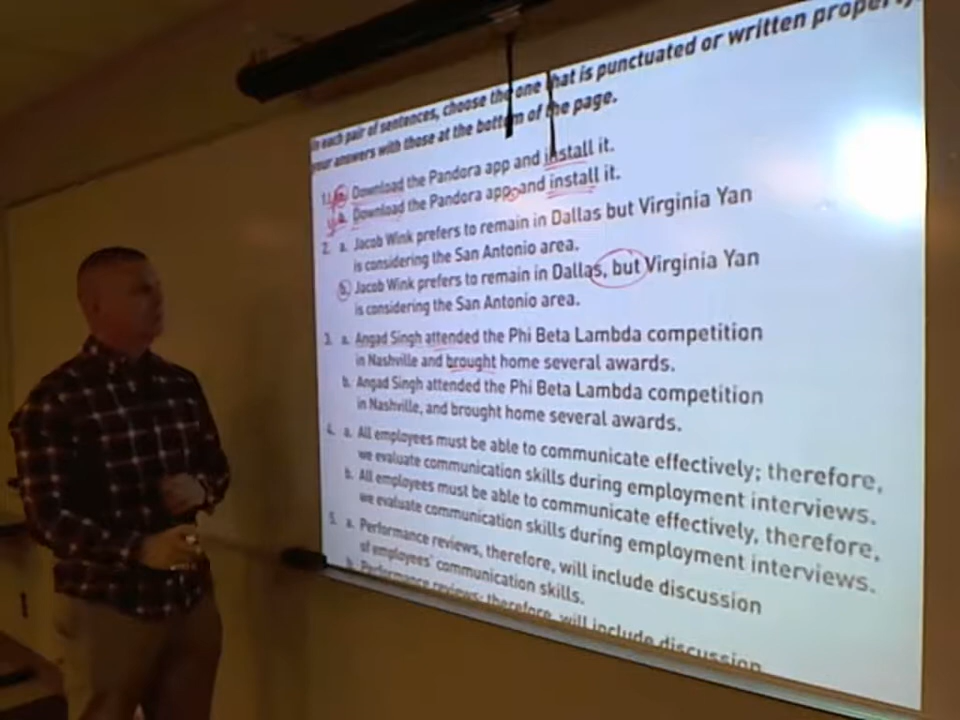 In each pair of sentences, choose the one that is punctuated or written properly.
your answers with those at the bottom of the page.
1. a. Download the Pandora app and install it.
b. Download the Pandora app, and install it.
2. a. Jacob Wink prefers to remain in Dallas but Virginia Yan
is considering the San Antonio area.
b. Jacob Wink prefers to remain in Dallas, but Virginia Yan
is considering the San Antonio area.
3. a. Angad Singh attended the Phi Beta Lambda competition
in Nashville and brought home several awards.
b. Angad Singh attended the Phi Beta Lambda competition
in Nashville, and brought home several awards.
4. a. All employees must be able to communicate effectively; therefore,
we evaluate communication skills during employment interviews.
b. All employees must be able to communicate effectively, therefore,
we evaluate communication skills during employment interviews.
5. a. Performance reviews, therefore, will include discussion
of employees' communication skills.
b. Performance reviews; therefore, will include discussion